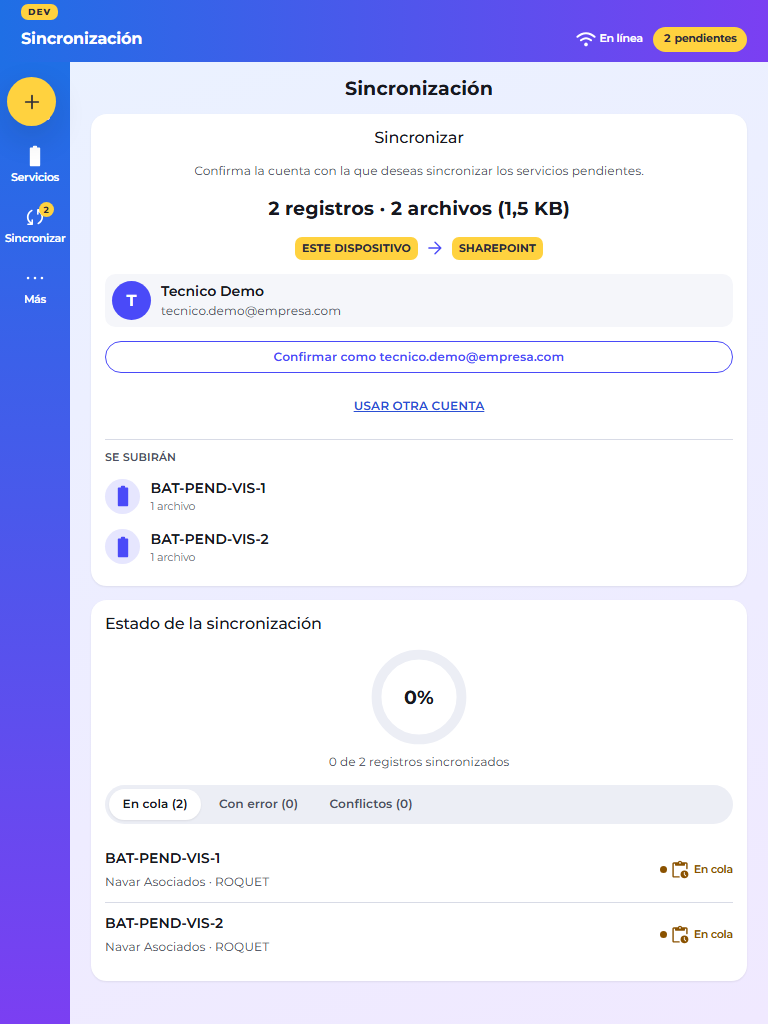 DEV
Sincronización
En línea
2 pendientes
Servicios
2
Sincronizar
Más
Sincronización
Sincronizar
Confirma la cuenta con la que deseas sincronizar los servicios pendientes.
2 registros · 2 archivos (1,5 KB)
ESTE DISPOSITIVO → SHAREPOINT
T
Tecnico Demo
tecnico.demo@empresa.com
Confirmar como tecnico.demo@empresa.com
USAR OTRA CUENTA
SE SUBIRÁN
BAT-PEND-VIS-1
1 archivo
BAT-PEND-VIS-2
1 archivo
Estado de la sincronización
0%
0 de 2 registros sincronizados
En cola (2) Con error (0) Conflictos (0)
BAT-PEND-VIS-1
Navar Asociados · ROQUET
En cola
BAT-PEND-VIS-2
Navar Asociados · ROQUET
En cola